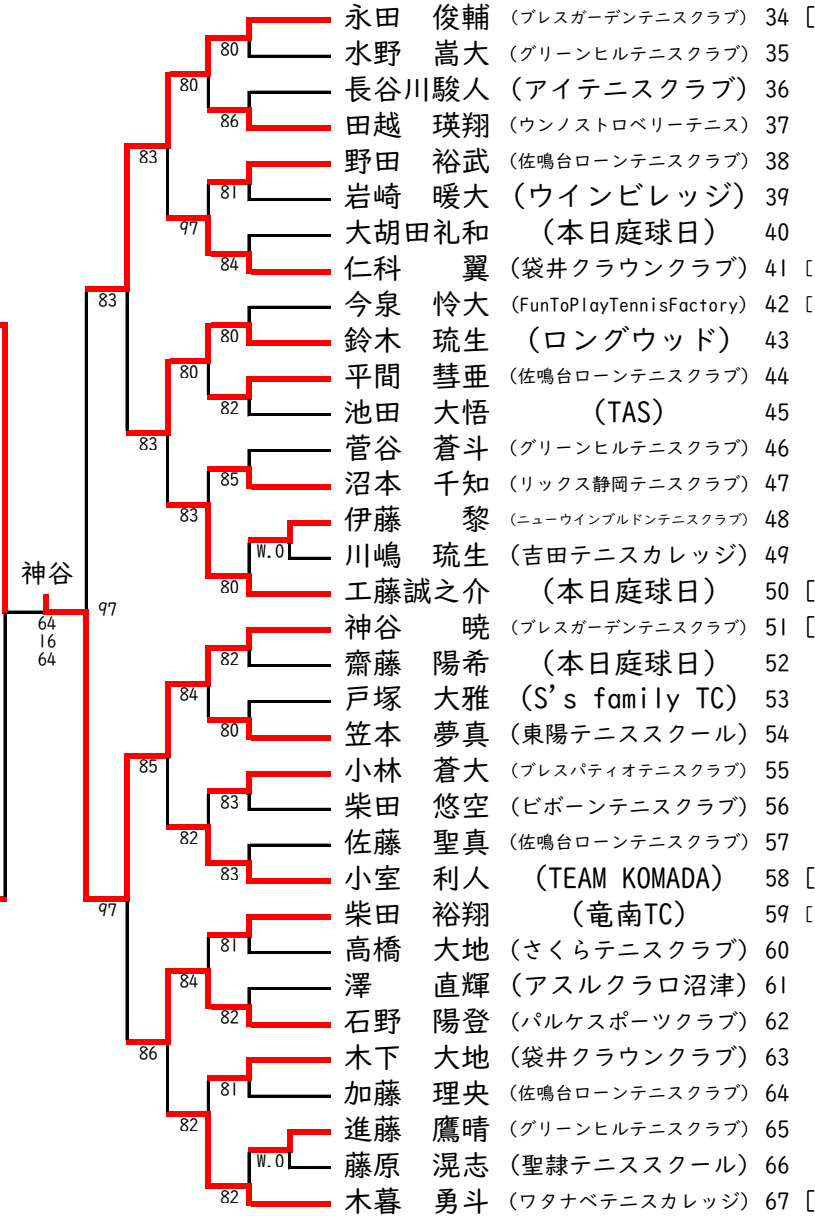 永田 俊輔 (ブレスガーデンテニスクラブ) 34 [
80
水野 嵩大 (グリーンヒルテニスクラブ) 35
80
長谷川駿人 (アイテニスクラブ) 36
86
田越 瑛翔 (ウンノストロベリーテニス) 37
83
野田 裕武 (佐鳴台ローンテニスクラブ) 38
81
岩崎 暖大 (ウインビレッジ) 39
97
大胡田礼和 (本日庭球日) 40
84
仁科 翼 (袋井クラウンクラブ) 41 [
83
今泉 怜大 (FunToPlayTennisFactory) 42 [
80
鈴木 琉生 (ロングウッド) 43
80
平間 彗亜 (佐鳴台ローンテニスクラブ) 44
82
池田 大悟 (TAS) 45
83
菅谷 蒼斗 (グリーンヒルテニスクラブ) 46
85
沼本 千知 (リックス静岡テニスクラブ) 47
83
伊藤 黎 (ニューウインブルドンテニスクラブ) 48
W.O
川嶋 琉生 (吉田テニスカレッジ) 49
神谷
80
工藤誠之介 (本日庭球日) 50 [
97
64
16
64
神谷 暁 (ブレスガーデンテニスクラブ) 51 [
82
齋藤 陽希 (本日庭球日) 52
84
戸塚 大雅 (S's family TC) 53
80
笠本 夢真 (東陽テニススクール) 54
85
小林 蒼大 (ブレスパティオテニスクラブ) 55
83
柴田 悠空 (ビボーンテニスクラブ) 56
82
佐藤 聖真 (佐鳴台ローンテニスクラブ) 57
83
小室 利人 (TEAM KOMADA) 58 [
97
柴田 裕翔 (竜南TC) 59 [
81
高橋 大地 (さくらテニスクラブ) 60
84
澤 直輝 (アスルクラロ沼津) 61
82
石野 陽登 (パルケスポーツクラブ) 62
86
木下 大地 (袋井クラウンクラブ) 63
81
加藤 理央 (佐鳴台ローンテニスクラブ) 64
82
進藤 鷹晴 (グリーンヒルテニスクラブ) 65
W.O
藤原 滉志 (聖隷テニススクール) 66
82
木暮 勇斗 (ワタナベテニスカレッジ) 67 [